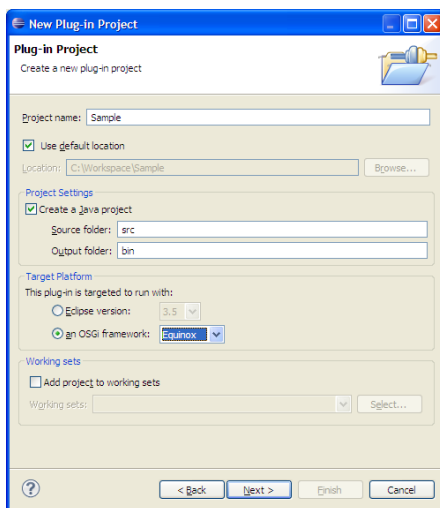 New Plug-in Project
Plug-in Project
Create a new plug-in project
Project name: Sample
Use default location
Location: C:\Workspace\Sample Browse...
Project Settings
Create a Java project
Source folder: src
Output folder: bin
Target Platform
This plug-in is targeted to run with:
Eclipse version: 3.5
an OSGi framework: Equinox
Working sets
Add project to working sets
Working sets: Select...
? < Back Next > Finish Cancel